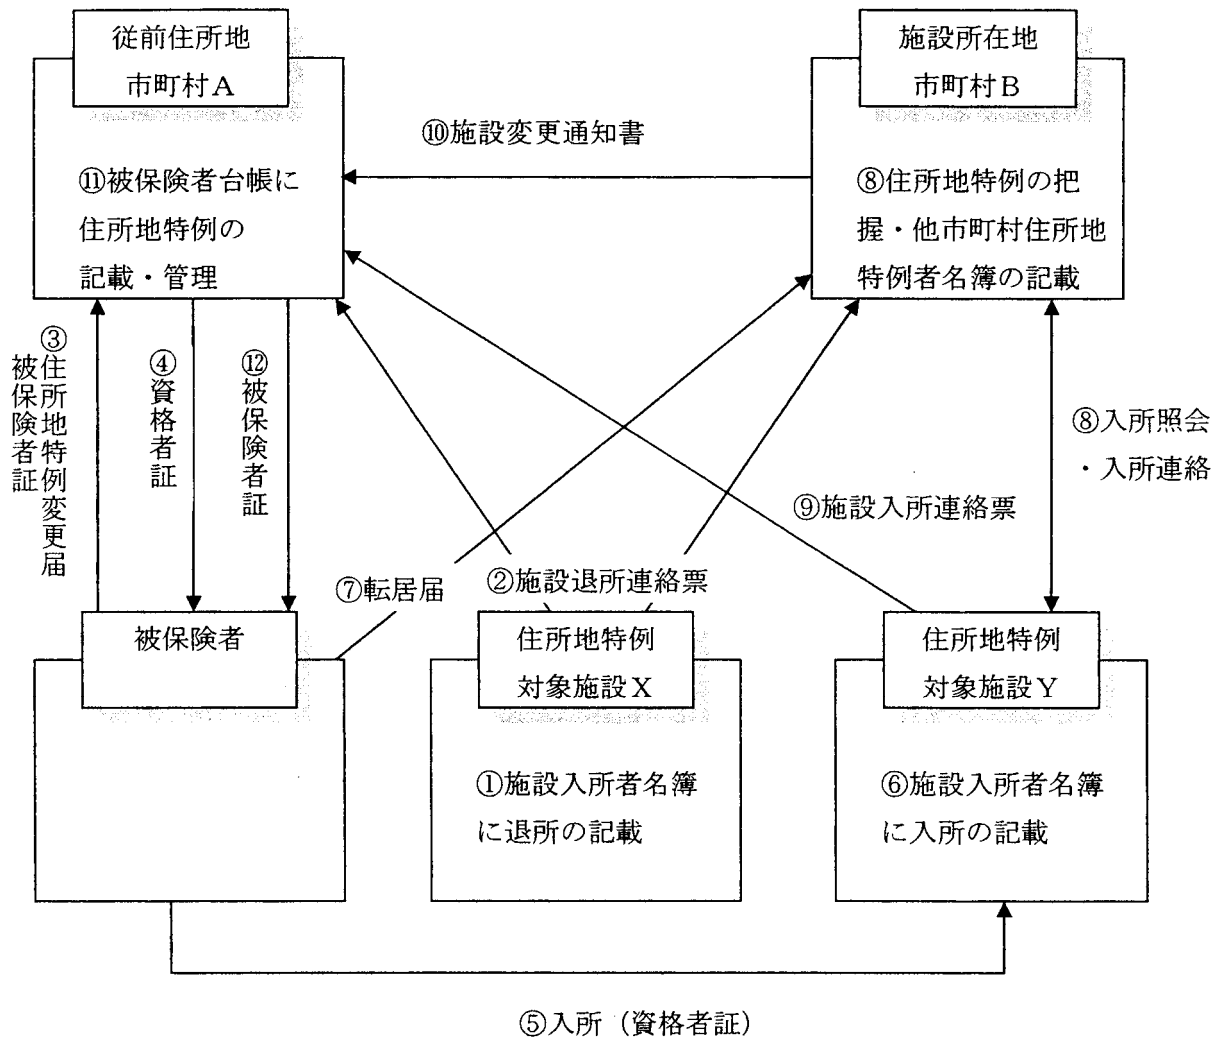 従前住所地
市町村A
施設所在地
市町村B
⑩施設変更通知書
⑪被保険者台帳に
住所地特例の
記載・管理
⑧住所地特例の把
握・他市町村住所地
特例者名簿の記載
③住所地特例変更届
被保険者証
④資格者証
⑫被保険者証
⑧入所照会
・入所連絡
⑨施設入所連絡票
⑦転居届
②施設退所連絡票
被保険者
住所地特例
対象施設X
住所地特例
対象施設Y
①施設入所者名簿
に退所の記載
⑥施設入所者名簿
に入所の記載
⑤入所（資格者証）